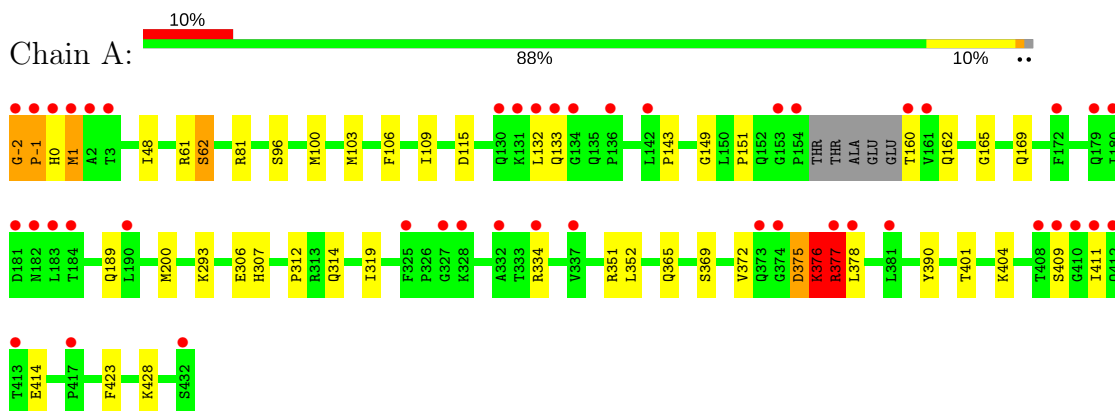 10%
Chain A:
88%
10%
G-2
P-1
H0
M1
A2
T3
I48
R61
S62
R81
S96
M100
M103
F106
I109
D115
Q130
K131
L132
Q133
G134
Q135
P136
L142
P143
G149
L150
P151
Q152
G153
P154
THR
THR
ALA
GLU
GLU
T160
V161
Q162
G165
Q169
F172
Q179
D181
N182
L183
T184
Q189
L190
M200
K293
E306
H307
P312
R313
Q314
I319
F325
P326
G327
K328
A332
T333
R334
V337
R351
L352
Q365
S369
V372
Q373
G374
D375
K376
R377
L378
L381
Y390
T401
K404
T408
S409
G410
I411
T413
E414
P417
F423
K428
S432